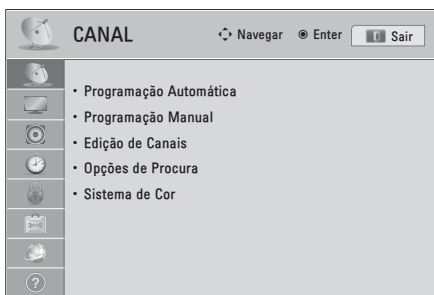 CANAL Navegar Enter Sair
• Programação Automática
• Programação Manual
• Edição de Canais
• Opções de Procura
• Sistema de Cor
?